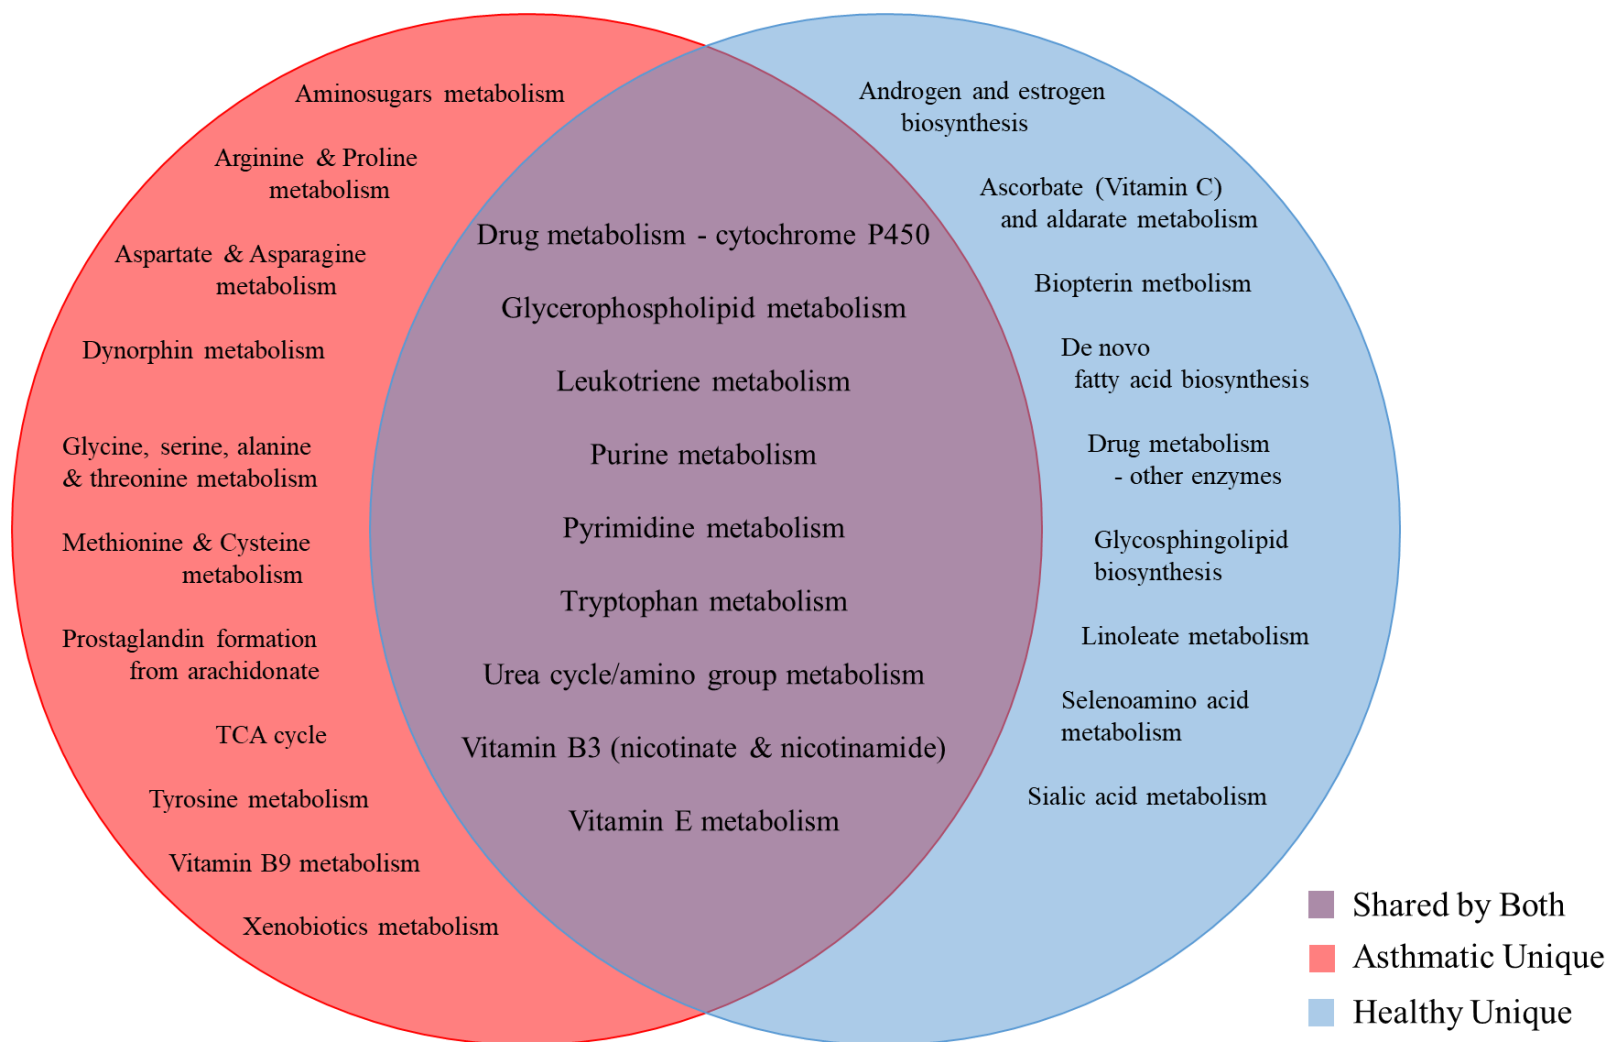 Aminosugars metabolism
Arginine & Proline
metabolism
Aspartate & Asparagine
metabolism
Dynorphin metabolism
Glycine, serine, alanine
& threonine metabolism
Methionine & Cysteine
metabolism
Prostaglandin formation
from arachidonate
TCA cycle
Tyrosine metabolism
Vitamin B9 metabolism
Xenobiotics metabolism
Drug metabolism - cytochrome P450
Glycerophospholipid metabolism
Leukotriene metabolism
Purine metabolism
Pyrimidine metabolism
Tryptophan metabolism
Urea cycle/amino group metabolism
Vitamin B3 (nicotinate & nicotinamide)
Vitamin E metabolism
Androgen and estrogen
biosynthesis
Ascorbate (Vitamin C)
and aldarate metabolism
Biopterin metbolism
De novo
fatty acid biosynthesis
Drug metabolism
- other enzymes
Glycosphingolipid
biosynthesis
Linoleate metabolism
Selenoamino acid
metabolism
Sialic acid metabolism
Shared by Both
Asthmatic Unique
Healthy Unique